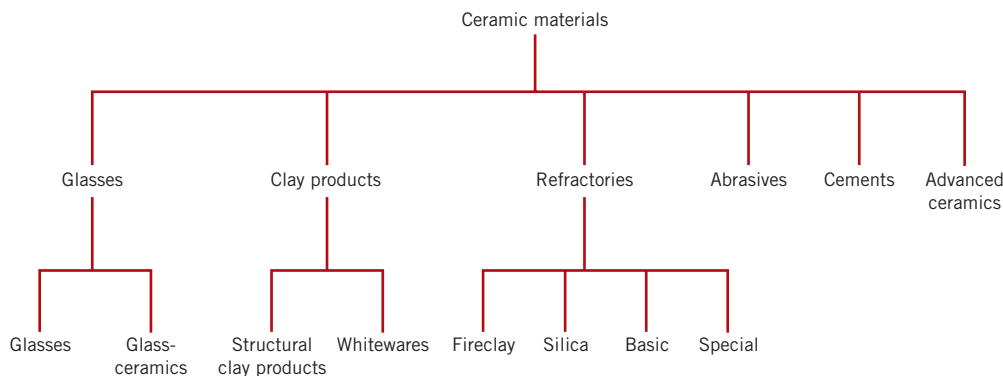 Ceramic materials
Glasses
Clay products
Refractories
Abrasives
Cements
Advanced
ceramics
Glasses
Glass-
ceramics
Structural
clay products
Whitewares
Fireclay
Silica
Basic
Special